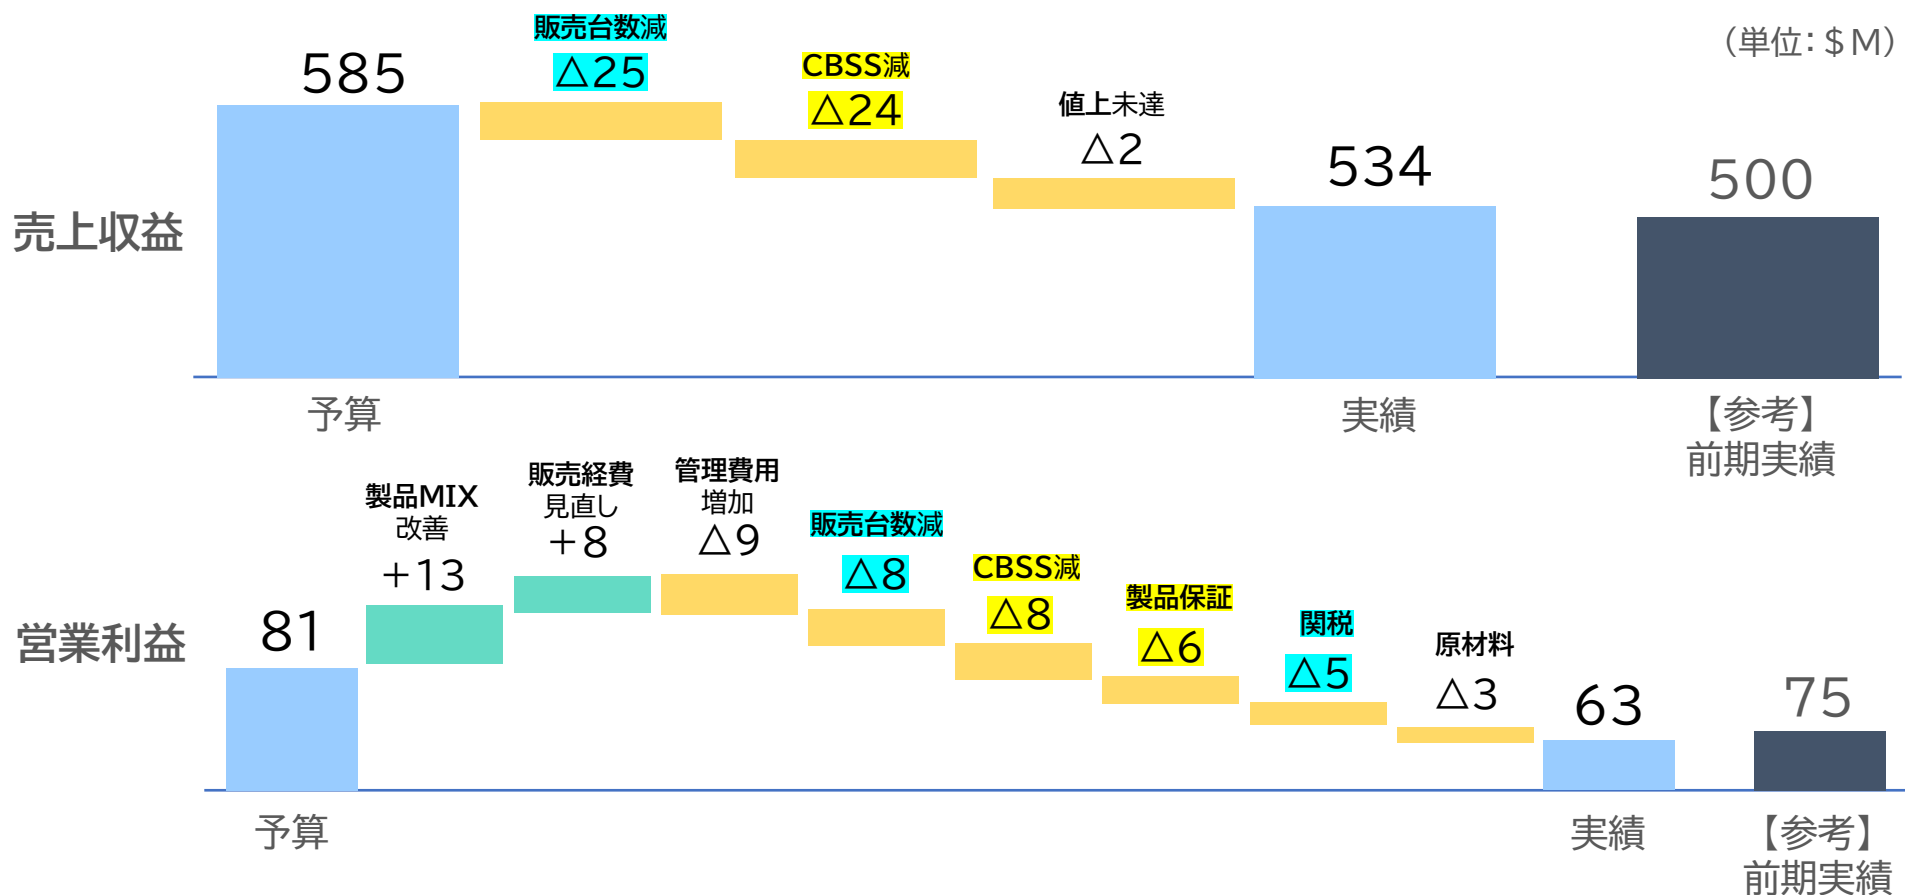 (単位:$M)
売上収益
585
販売台数減
△25
CBSS減
△24
値上未達
△2
534
500
予算
実績
【参考】
前期実績
営業利益
81
製品MIX
改善
+13
販売経費
見直し
+8
管理費用
増加
△9
販売台数減
△8
CBSS減
△8
製品保証
△6
関税
△5
原材料
△3
63
75
予算
実績
【参考】
前期実績